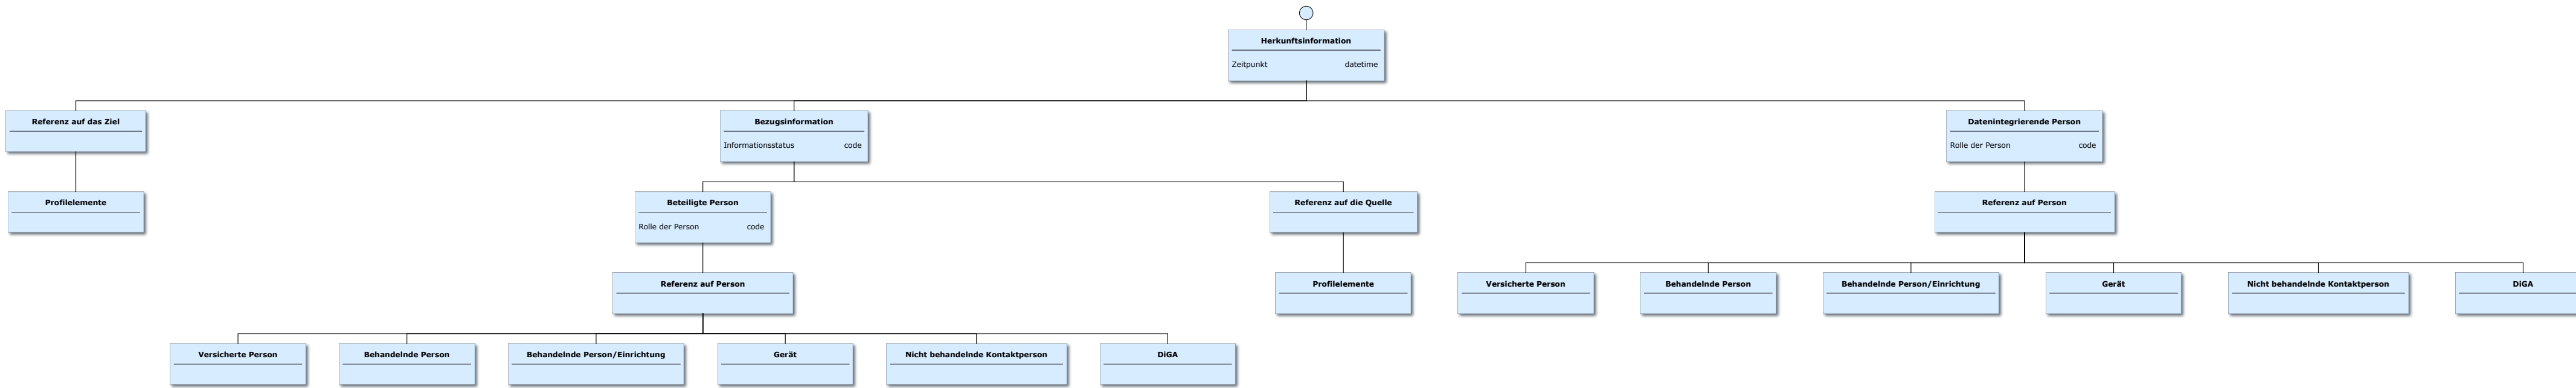 Herkunftsinformation
Zeitpunkt datetime
Referenz auf das Ziel Bezugsinformation Datenintegrierende Person
Informationsstatus code Rolle der Person code
Profilelemente Beteiligte Person Referenz auf die Quelle Referenz auf Person
Rolle der Person code
Referenz auf Person Profilelemente Versicherte Person Behandelnde Person Behandelnde Person/Einrichtung Gerät Nicht behandelnde Kontaktperson DiGA
Versicherte Person Behandelnde Person Behandelnde Person/Einrichtung Gerät Nicht behandelnde Kontaktperson DiGA